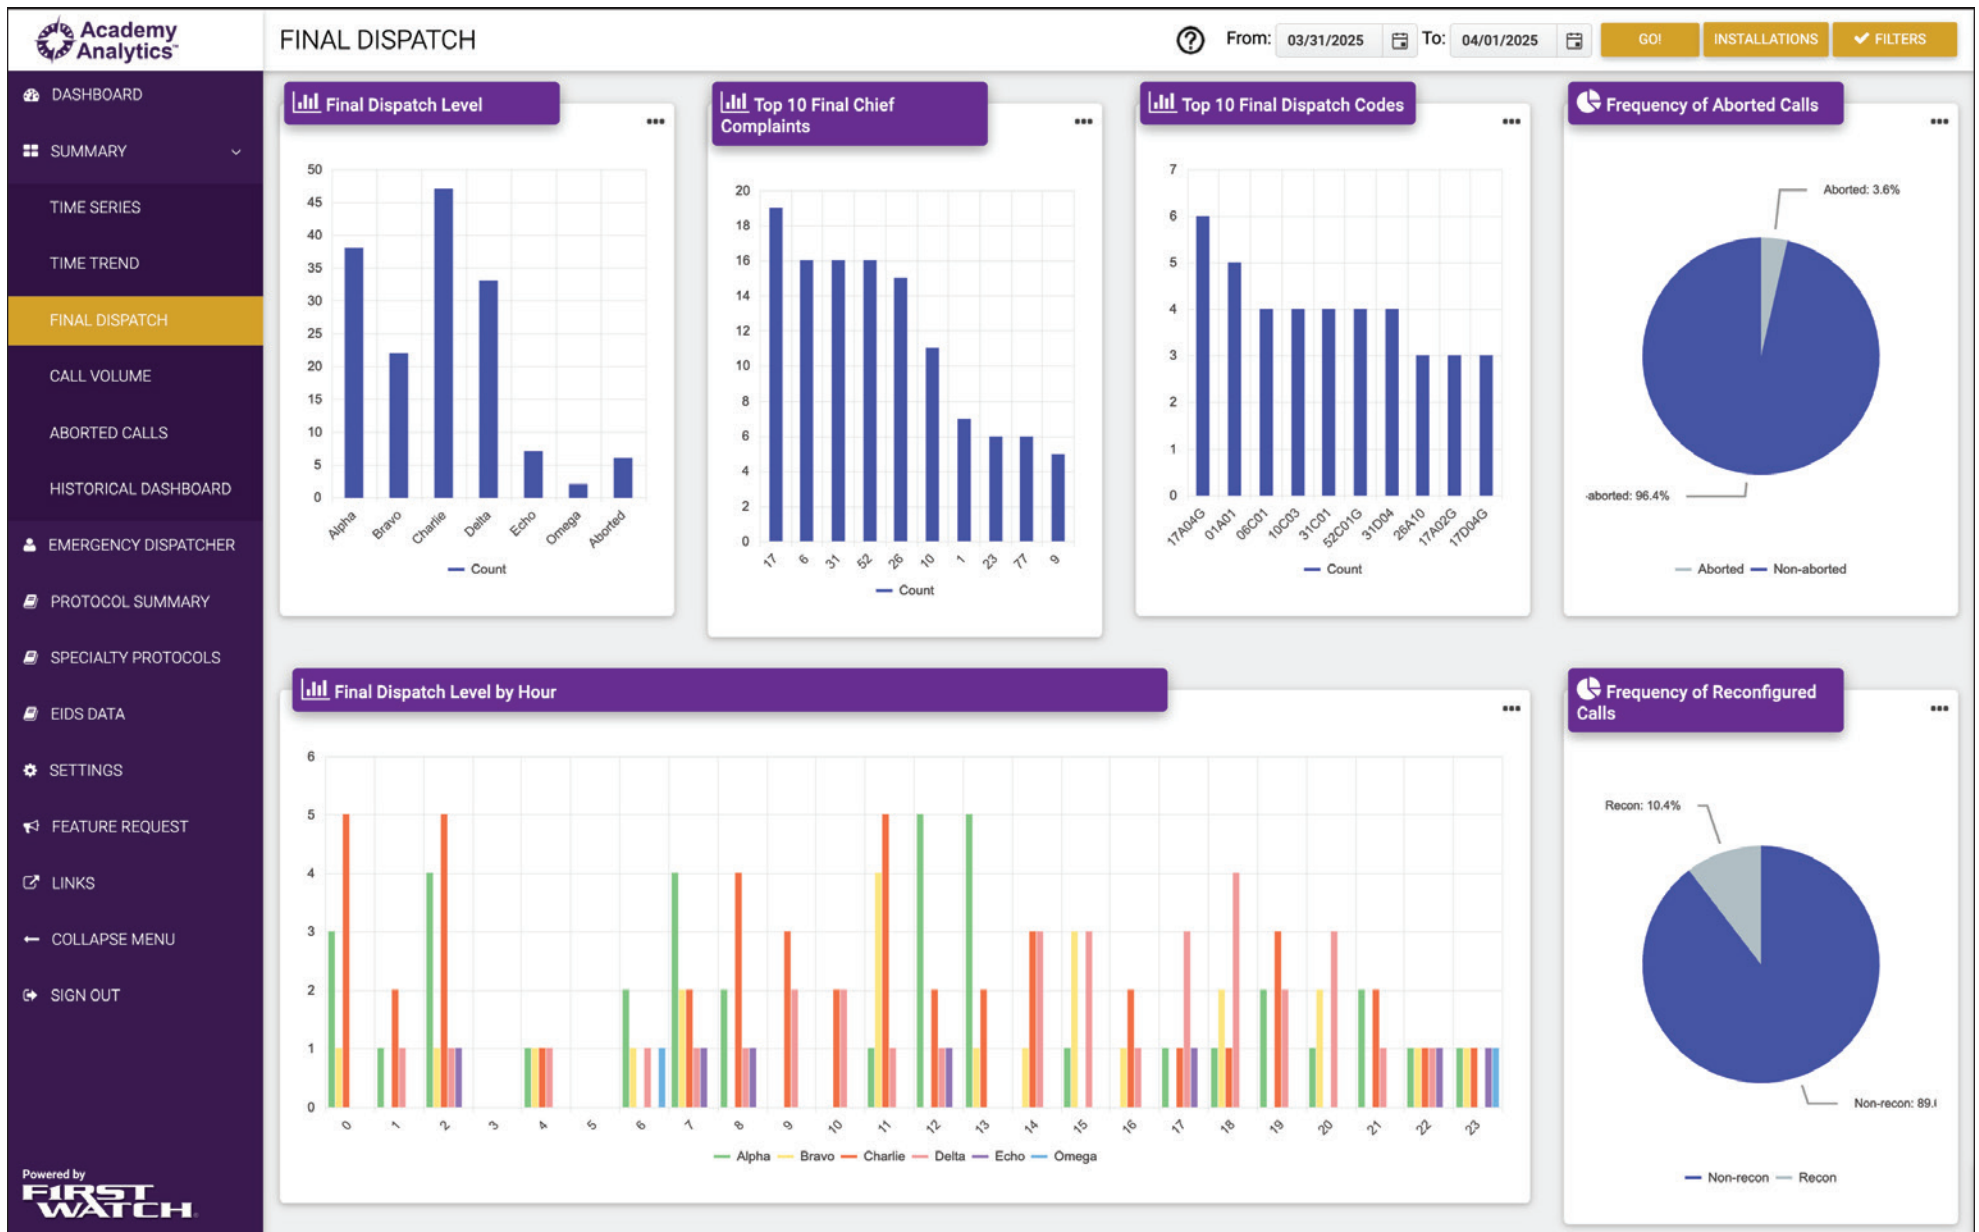 Academy
Analytics™
FINAL DISPATCH
From: 03/31/2025 To: 04/01/2025 GO! INSTALLATIONS FILTERS
DASHBOARD
SUMMARY
TIME SERIES
TIME TREND
FINAL DISPATCH
CALL VOLUME
ABORTED CALLS
HISTORICAL DASHBOARD
EMERGENCY DISPATCHER
PROTOCOL SUMMARY
SPECIALTY PROTOCOLS
EIDS DATA
SETTINGS
FEATURE REQUEST
LINKS
COLLAPSE MENU
SIGN OUT
Powered by
FIRST
WATCH
Final Dispatch Level
50
45
40
35
30
25
20
15
10
5
0
Alpha Bravo Charlie Delta Echo Omega Aborted
Count
Top 10 Final Chief
Complaints
20
18
16
14
12
10
8
6
4
2
0
17 6 31 52 26 10 1 23 77 9
Count
Top 10 Final Dispatch Codes
7
6
5
4
3
2
1
0
17A04G 01A01 06C01 10C03 31C01 52C01G 31D04 26A10 17A02G 17D04G
Count
Frequency of Aborted Calls
Aborted: 3.6%
-aborted: 96.4%
Aborted Non-aborted
Final Dispatch Level by Hour
6
5
4
3
2
1
0
0 1 2 3 4 5 6 7 8 9 10 11 12 13 14 15 16 17 18 19 20 21 22 23
Alpha Bravo Charlie Delta Echo Omega
Frequency of Reconfigured
Calls
Recon: 10.4%
Non-recon: 89.
Non-recon Recon